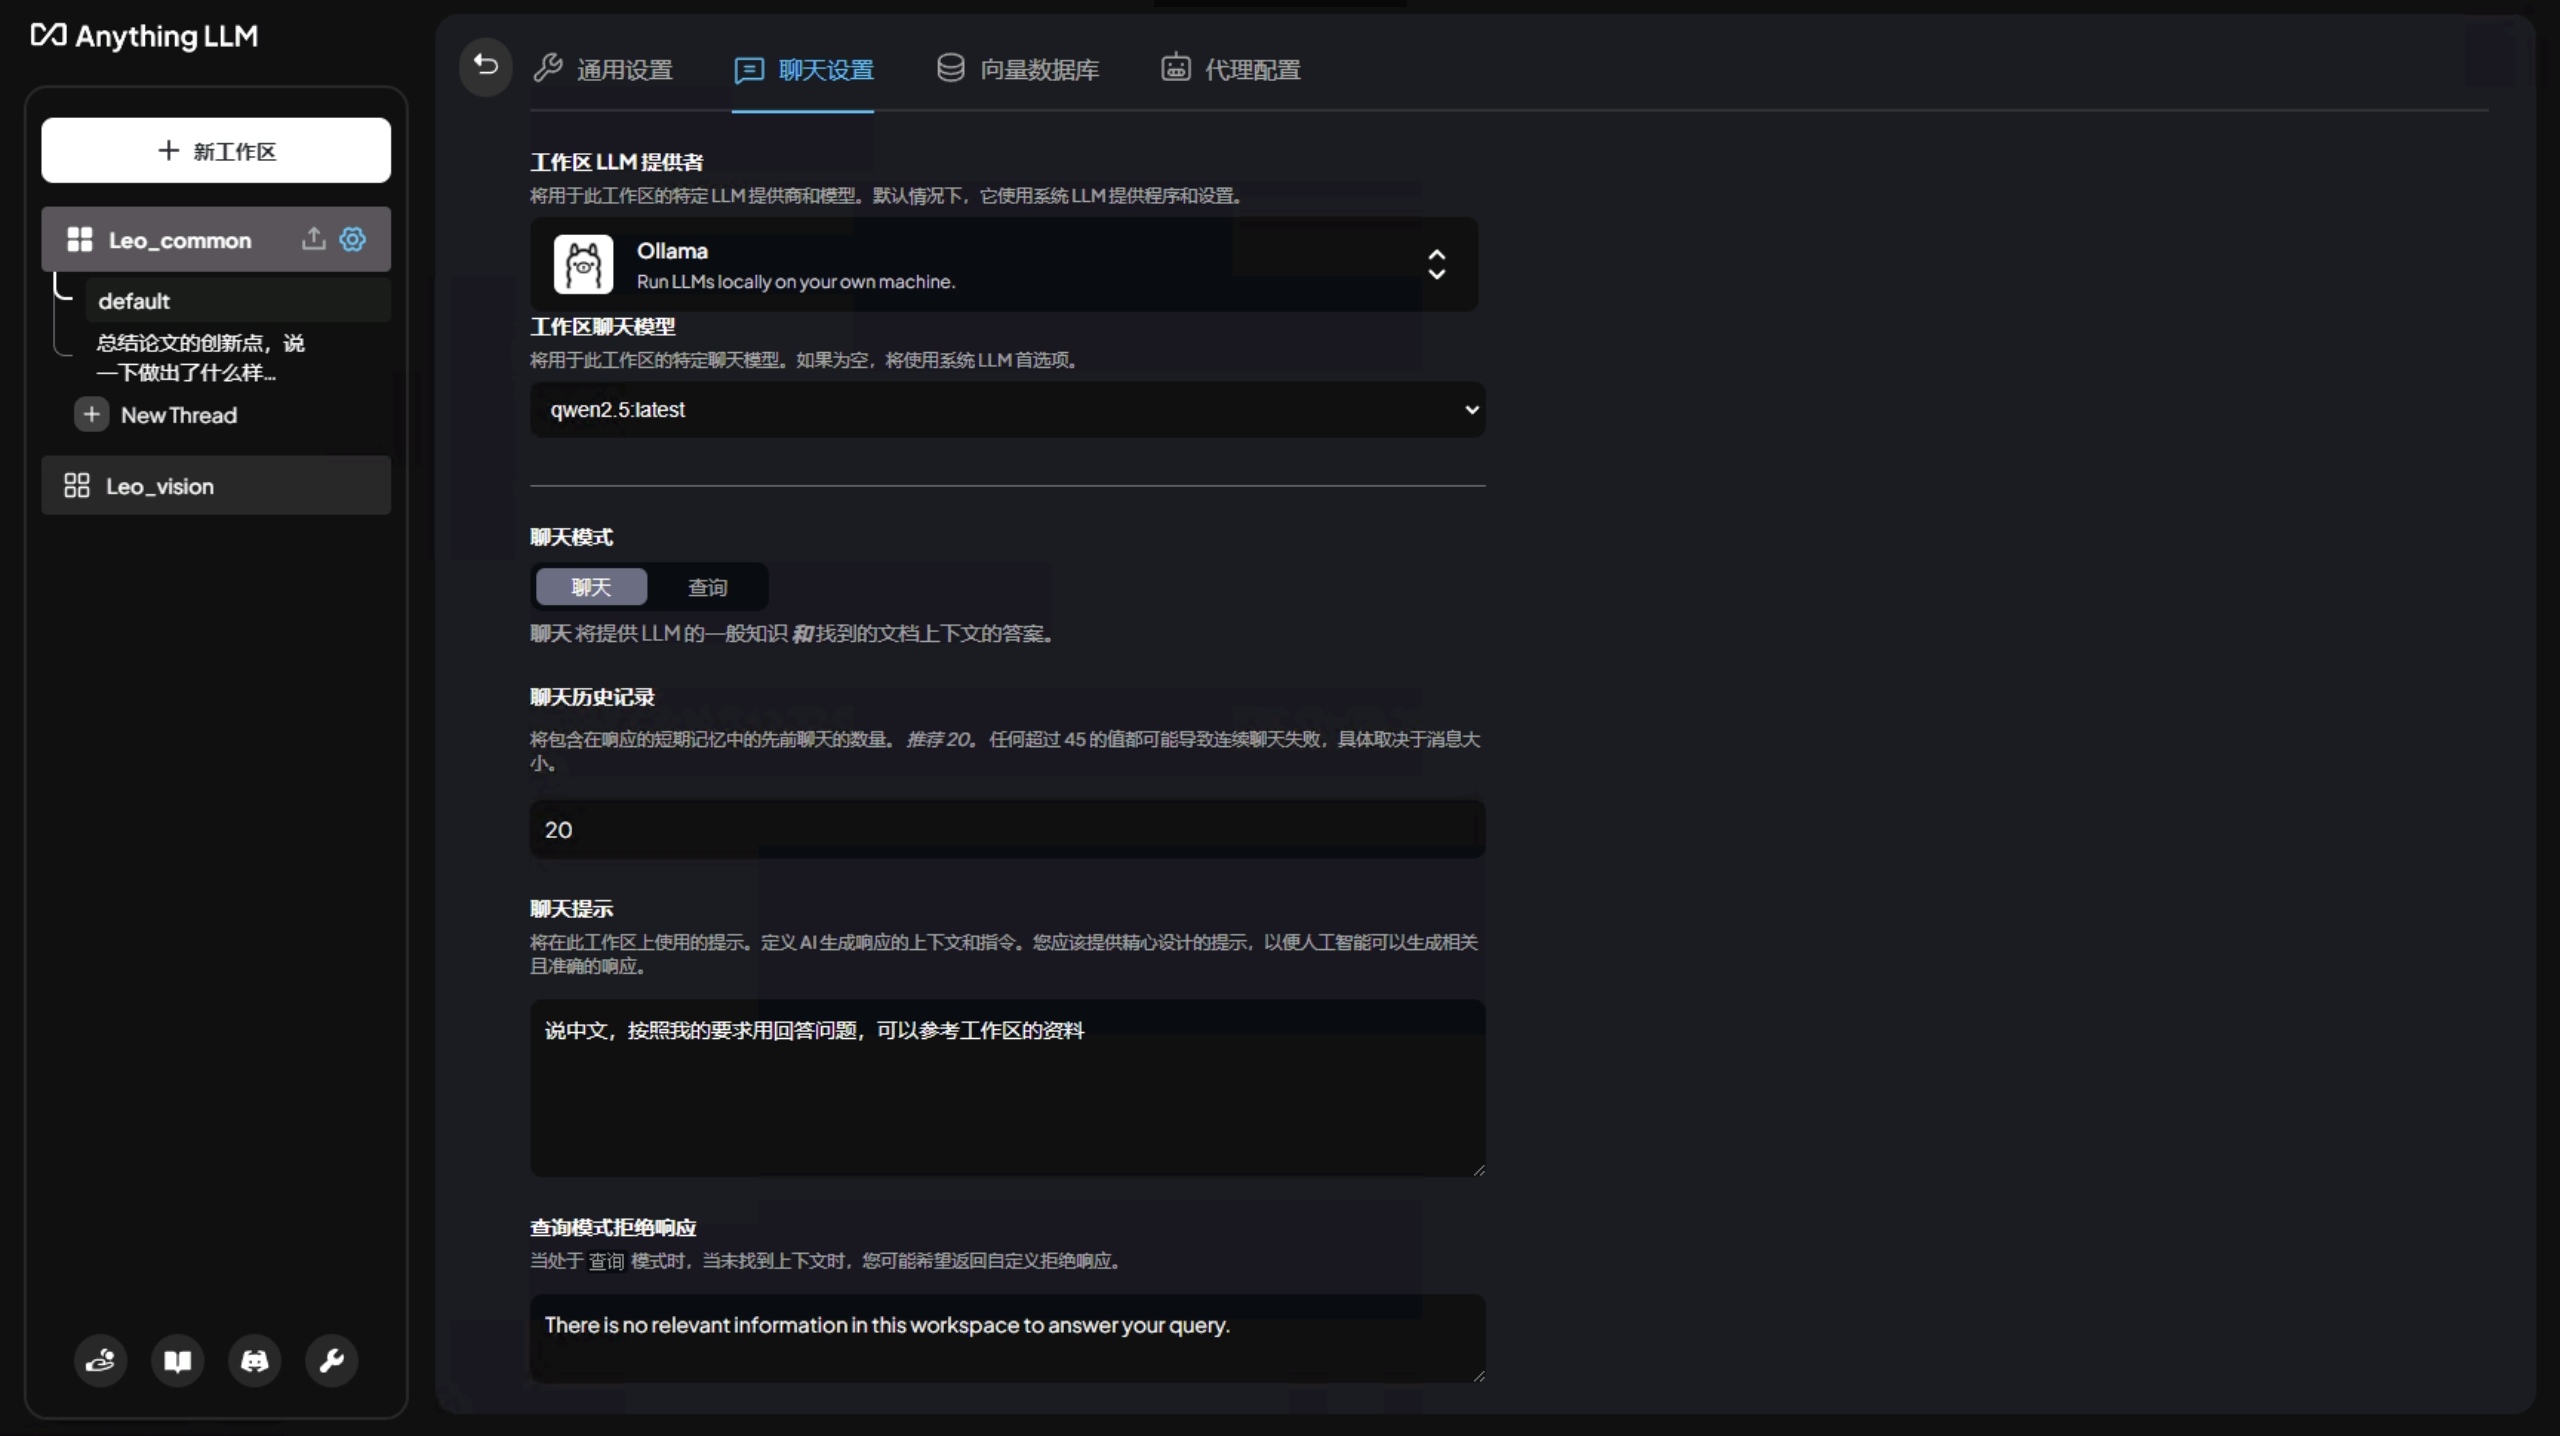 Anything LLM
新工作区
Leo_common
default
总结论文的创新点，说
一下做出了什么样...
New Thread
Leo_vision
通用设置
聊天设置
向量数据库
代理配置
工作区 LLM 提供者
将用于此工作区的特定 LLM 提供商和模型。默认情况下，它使用系统 LLM 提供程序和设置。
Ollama
Run LLMs locally on your own machine.
工作区聊天模型
将用于此工作区的特定聊天模型。如果为空，将使用系统 LLM 首选项。
qwen2.5:latest
聊天模式
聊天
查询
聊天 将提供 LLM 的一般知识 和 找到的文档上下文的答案。
聊天历史记录
将包含在响应的短期记忆中的先前聊天的数量。 推荐 20。 任何超过 45 的值都可能导致连续聊天失败，具体取决于消息大
小。
20
聊天提示
将在此工作区上使用的提示。定义 AI 生成响应的上下文和指令。您应该提供精心设计的提示，以便人工智能可以生成相关
且准确的响应。
说中文，按照我的要求用回答问题，可以参考工作区的资料
查询模式拒绝响应
当处于 查询 模式时，当未找到上下文时，您可能希望返回自定义拒绝响应。
There is no relevant information in this workspace to answer your query.